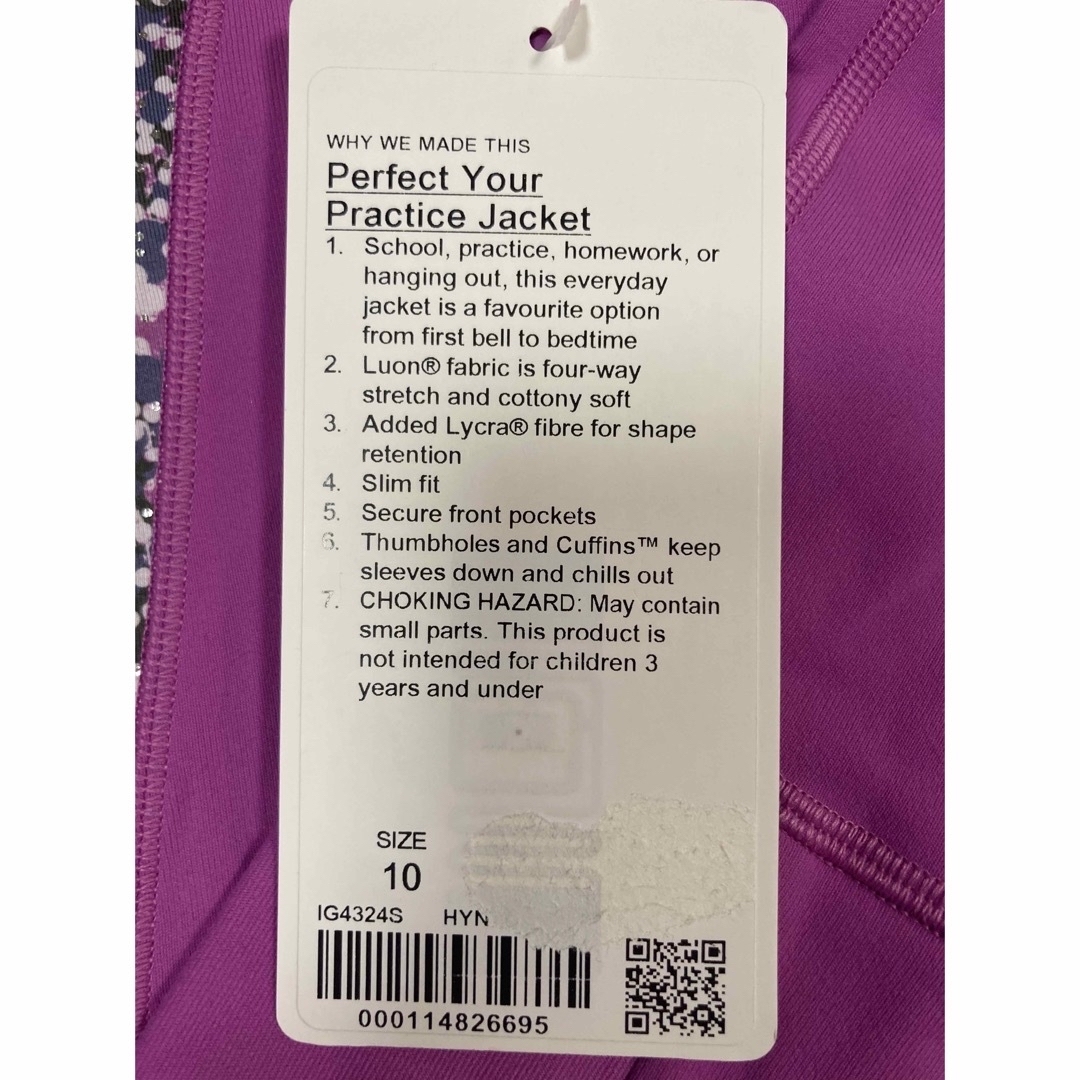 WHY WE MADE THIS
Perfect Your
Practice Jacket
1. School, practice, homework, or
hanging out, this everyday
jacket is a favourite option
from first bell to bedtime
2. Luon® fabric is four-way
stretch and cottony soft
3. Added Lycra® fibre for shape
retention
4. Slim fit
5. Secure front pockets
6. Thumbholes and Cuffins™ keep
sleeves down and chills out
7. CHOKING HAZARD: May contain
small parts. This product is
not intended for children 3
years and under
SIZE
10
IG4324S HYN
000114826695